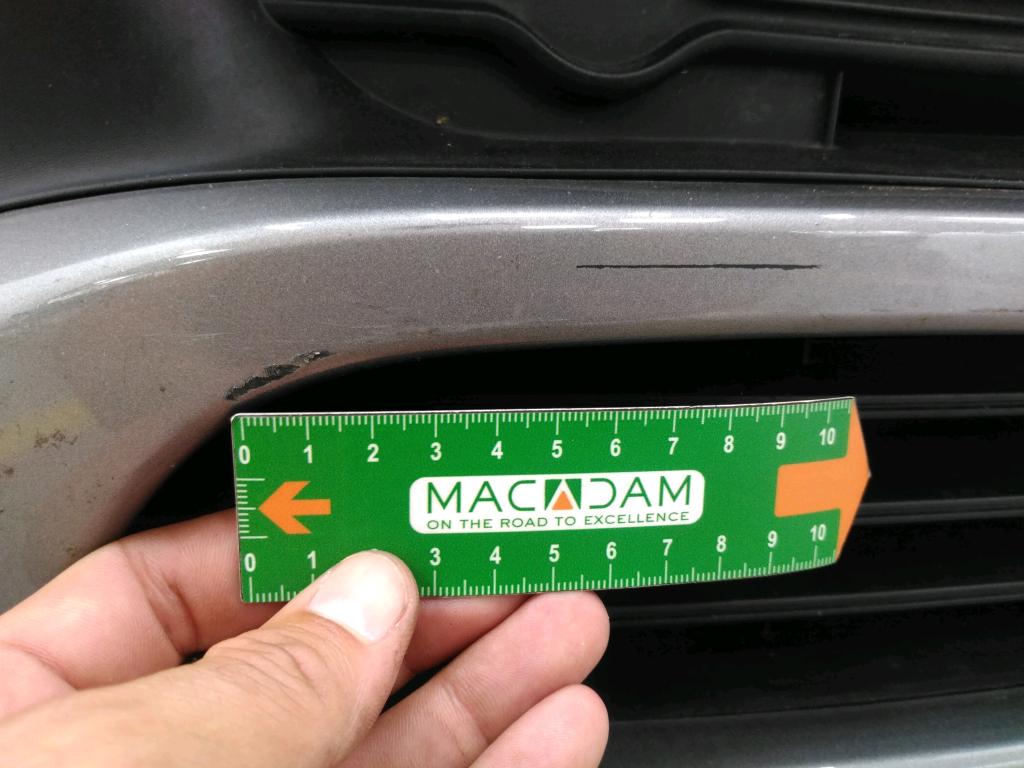 0 1 2 3 4 5 6 7 8 9 10
MACADAM
ON THE ROAD TO EXCELLENCE
0 1 3 4 5 6 7 8 9 10